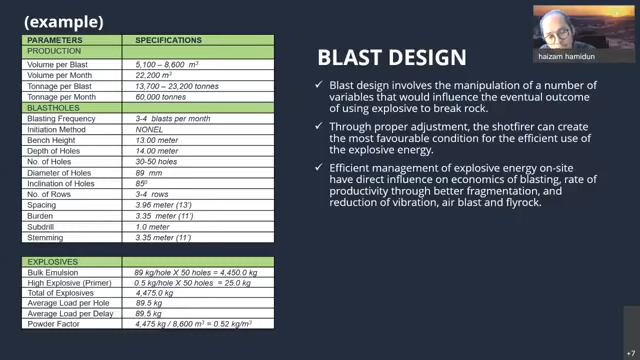 (example)
PARAMETERS SPECIFICATIONS
PRODUCTION
Volume per Blast 5,100 – 8,600 m³
Volume per Month 22,200 m³
Tonnage per Blast 13,700 – 23,200 tonnes
Tonnage per Month 60,000 tonnes
BLASTHOLES
Blasting Frequency 3-4 blasts per month
Initiation Method NONEL
Bench Height 13.00 meter
Depth of Holes 14.00 meter
No. of Holes 30-50 holes
Diameter of Holes 89 mm
Inclination of Holes 85⁰
No. of Rows 3-4 rows
Spacing 3.96 meter (13')
Burden 3.35 meter (11')
Subdrill 1.0 meter
Stemming 3.35 meter (11')
EXPLOSIVES
Bulk Emulsion 89 kg/hole X 50 holes = 4,450.0 kg
High Explosive (Primer) 0.5 kg/hole X 50 holes = 25.0 kg
Total of Explosives 4,475.0 kg
Average Load per Hole 89.5 kg
Average Load per Delay 89.5 kg
Powder Factor 4,475 kg / 8,600 m³ = 0.52 kg/m³
BLAST DESIGN
✓ Blast design involves the manipulation of a number of
variables that would influence the eventual outcome
of using explosive to break rock.
✓ Through proper adjustment, the shotfirer can create
the most favourable condition for the efficient use of
the explosive energy.
✓ Efficient management of explosive energy on-site
have direct influence on economics of blasting, rate of
productivity through better fragmentation, and
reduction of vibration, air blast and flyrock.
haizam hamidun
+7